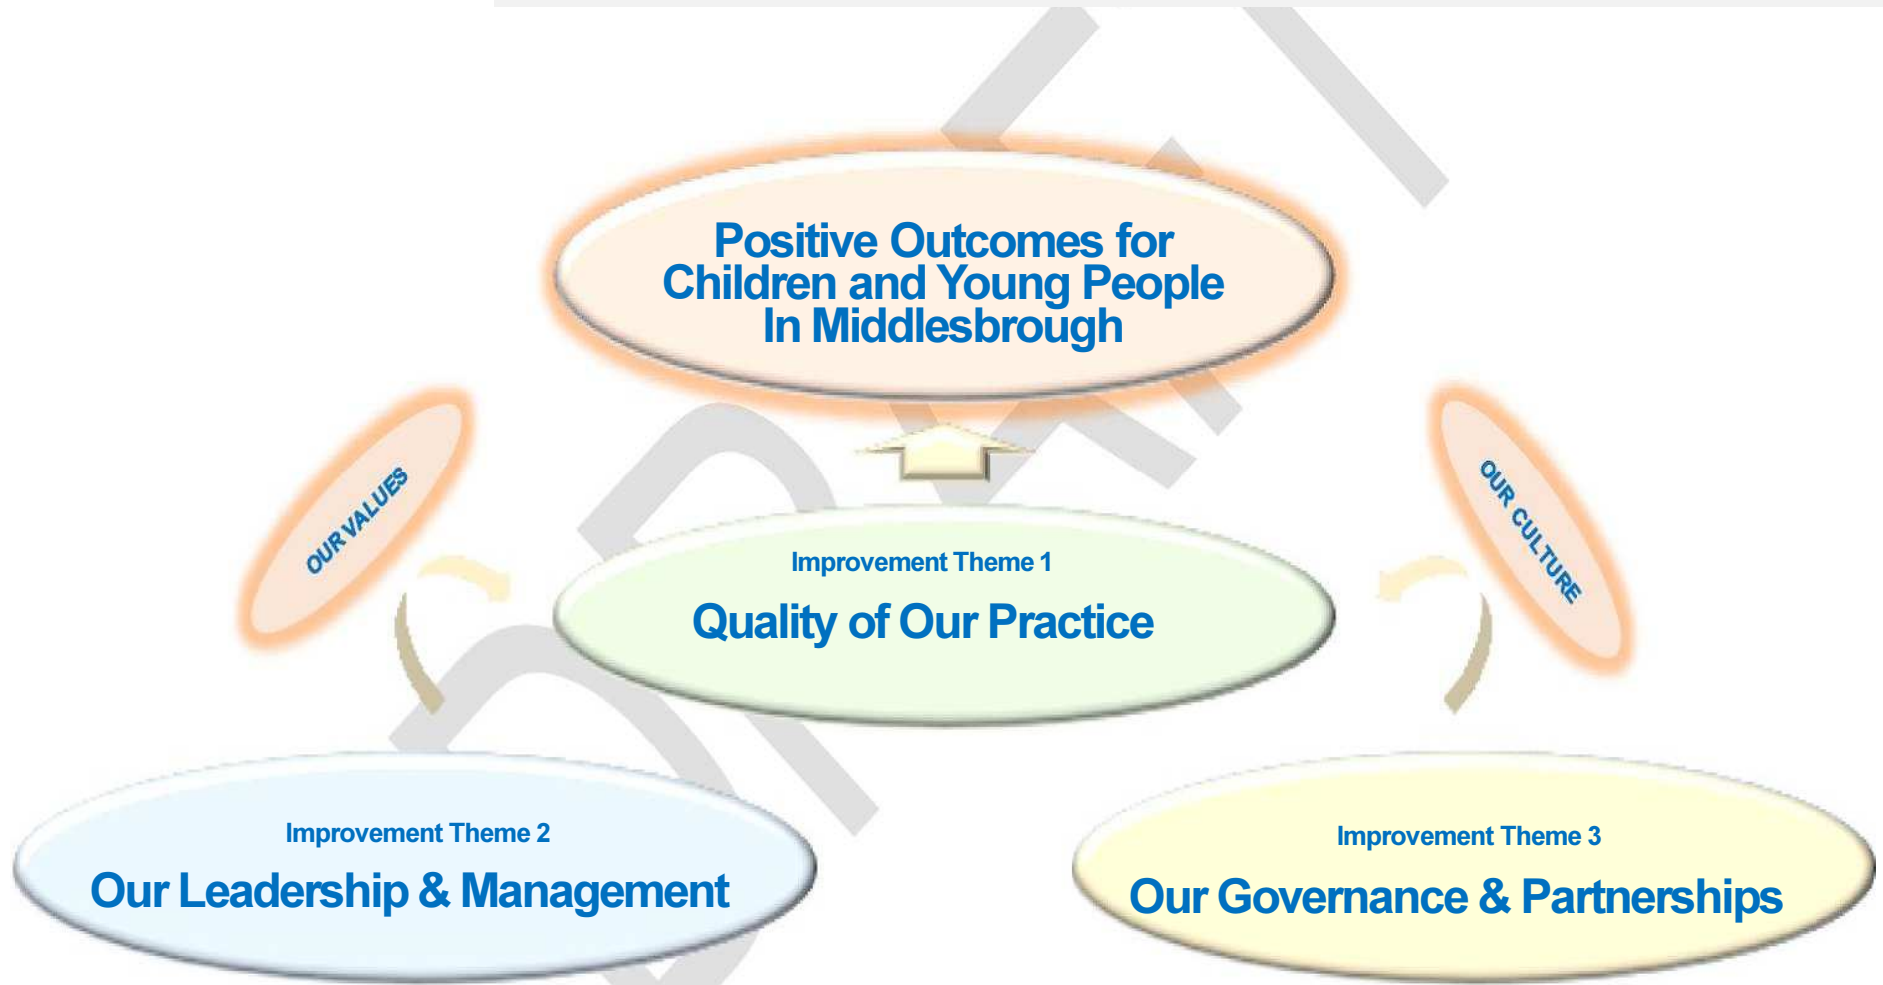 Positive Outcomes for
Children and Young People
In Middlesbrough
OUR VALUES
OUR CULTURE
Improvement Theme 1
Quality of Our Practice
Improvement Theme 2
Our Leadership & Management
Improvement Theme 3
Our Governance & Partnerships
DRAFT